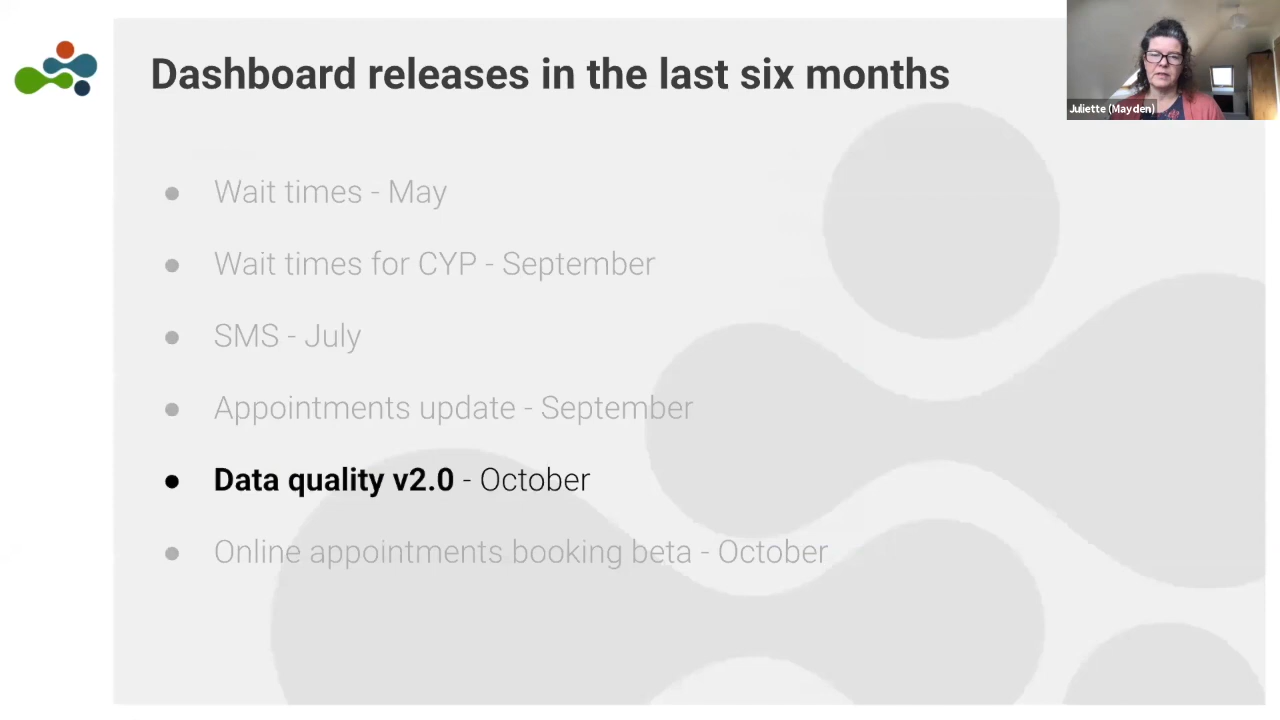 Dashboard releases in the last six months
Juliette (Mayden)
● Wait times - May
● Wait times for CYP - September
● SMS - July
● Appointments update - September
● Data quality v2.0 - October
● Online appointments booking beta - October